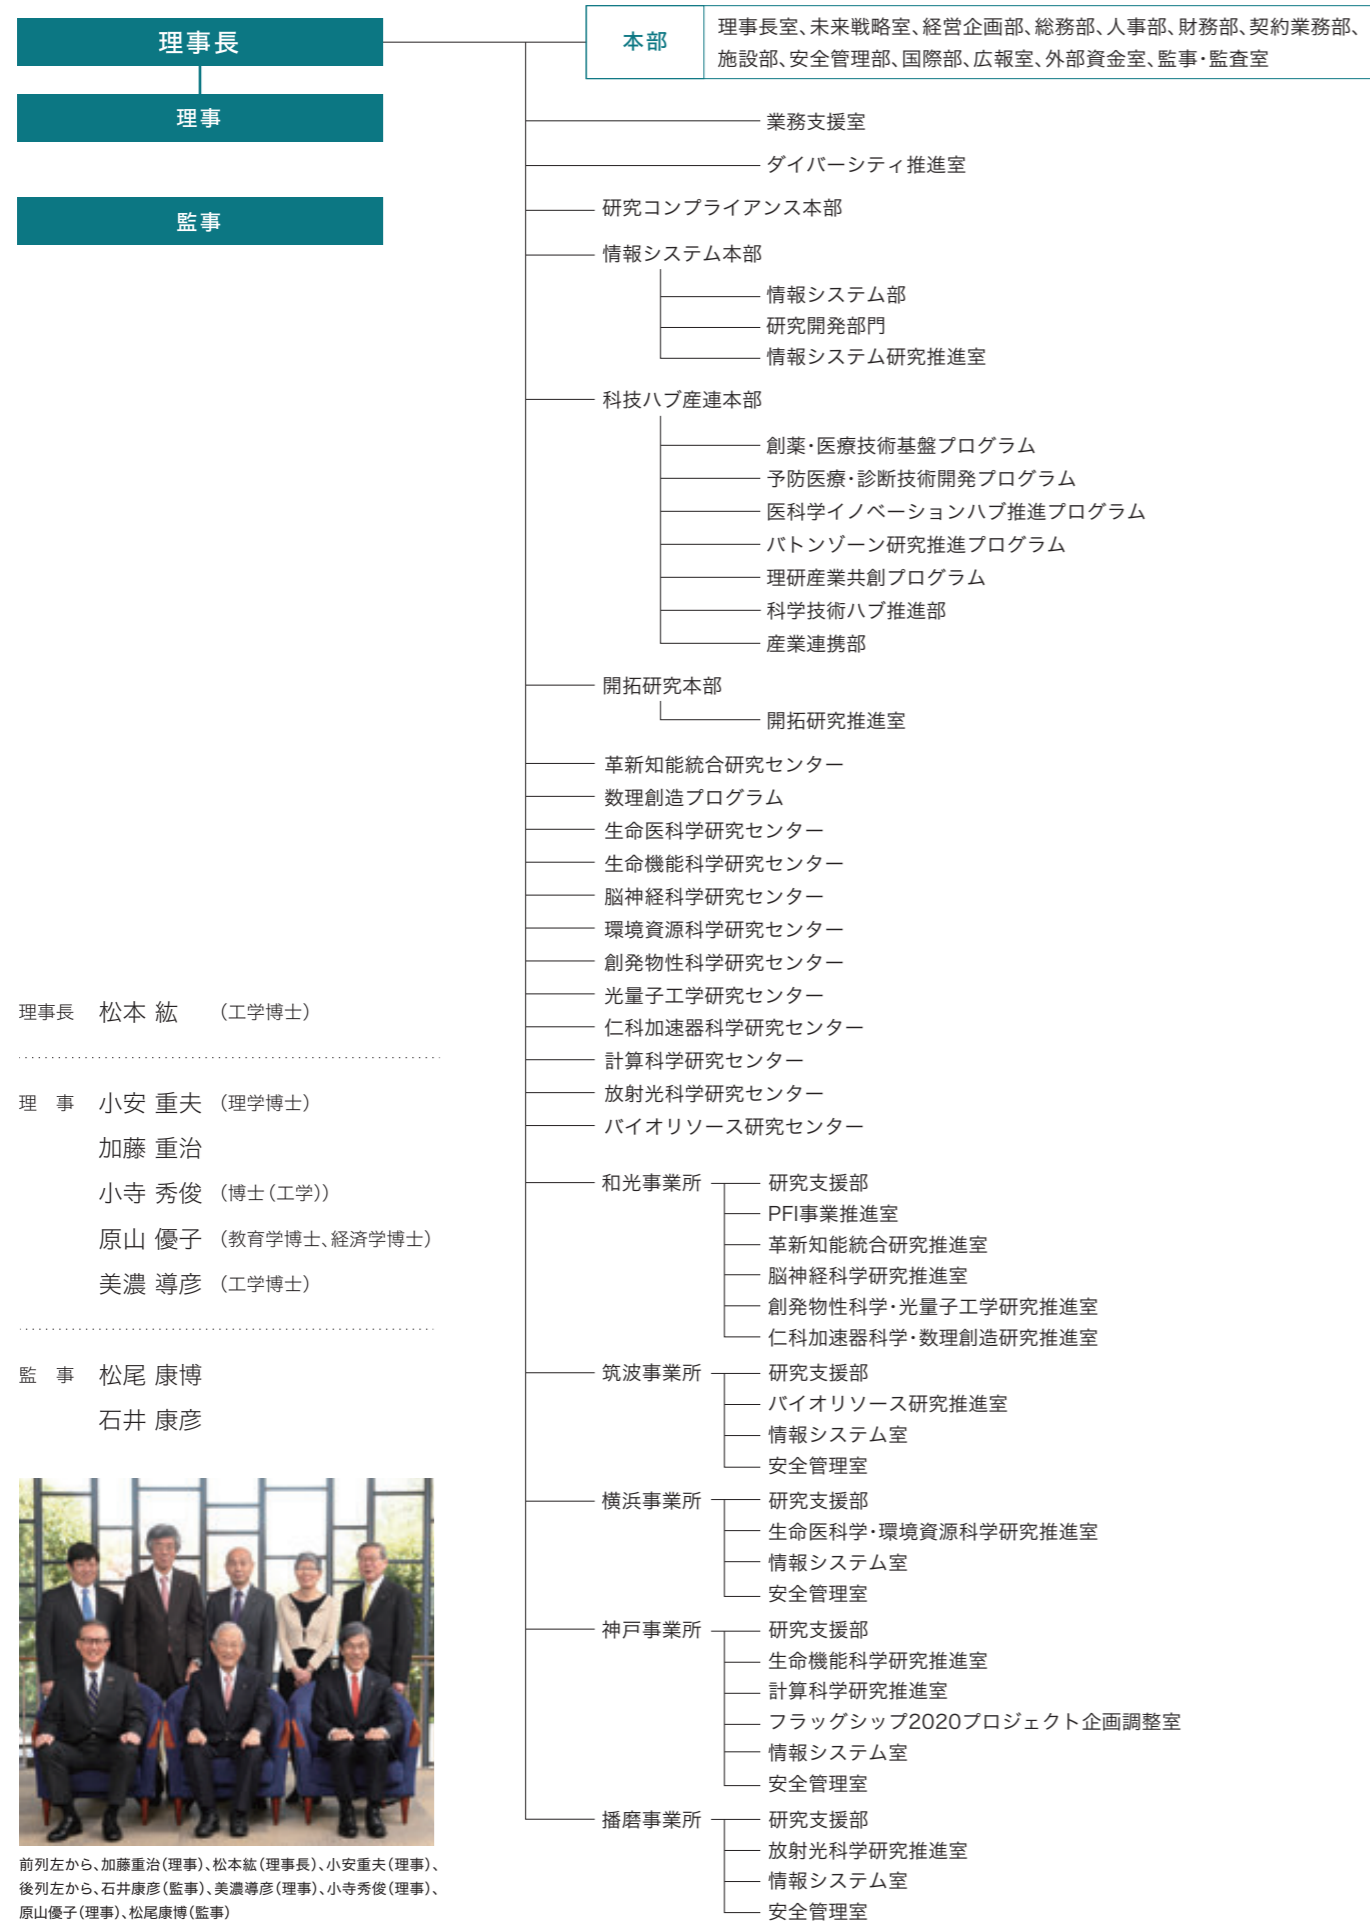 理事長
理事
監事
本部
理事長室、未来戦略室、経営企画部、総務部、人事部、財務部、契約業務部、
施設部、安全管理部、国際部、広報室、外部資金室、監事・監査室
業務支援室
ダイバーシティ推進室
研究コンプライアンス本部
情報システム本部
情報システム部
研究開発部門
情報システム研究推進室
科技ハブ産連本部
創薬・医療技術基盤プログラム
予防医療・診断技術開発プログラム
医科学イノベーションハブ推進プログラム
バトンゾーン研究推進プログラム
理研産業共創プログラム
科学技術ハブ推進部
産業連携部
開拓研究本部
開拓研究推進室
革新知能統合研究センター
数理創造プログラム
生命医科学研究センター
生命機能科学研究センター
脳神経科学研究センター
環境資源科学研究センター
創発物性科学研究センター
光量子工学研究センター
仁科加速器科学研究センター
計算科学研究センター
放射光科学研究センター
バイオリソース研究センター
和光事業所
研究支援部
PFI事業推進室
革新知能統合研究推進室
脳神経科学研究推進室
創発物性科学・光量子工学研究推進室
仁科加速器科学・数理創造研究推進室
筑波事業所
研究支援部
バイオリソース研究推進室
情報システム室
安全管理室
横浜事業所
研究支援部
生命医科学・環境資源科学研究推進室
情報システム室
安全管理室
神戸事業所
研究支援部
生命機能科学研究推進室
計算科学研究推進室
フラッグシップ2020プロジェクト企画調整室
情報システム室
安全管理室
播磨事業所
研究支援部
放射光科学研究推進室
情報システム室
安全管理室
理事長 松本 紘 （工学博士）
理 事 小安 重夫 （理学博士）
加藤 重治
小寺 秀俊 （博士（工学））
原山 優子 （教育学博士、経済学博士）
美濃 導彦 （工学博士）
監 事 松尾 康博
石井 康彦
前列左から、加藤重治（理事）、松本紘（理事長）、小安重夫（理事）、
後列左から、石井康彦（監事）、美濃導彦（理事）、小寺秀俊（理事）、
原山優子（理事）、松尾康博（監事）